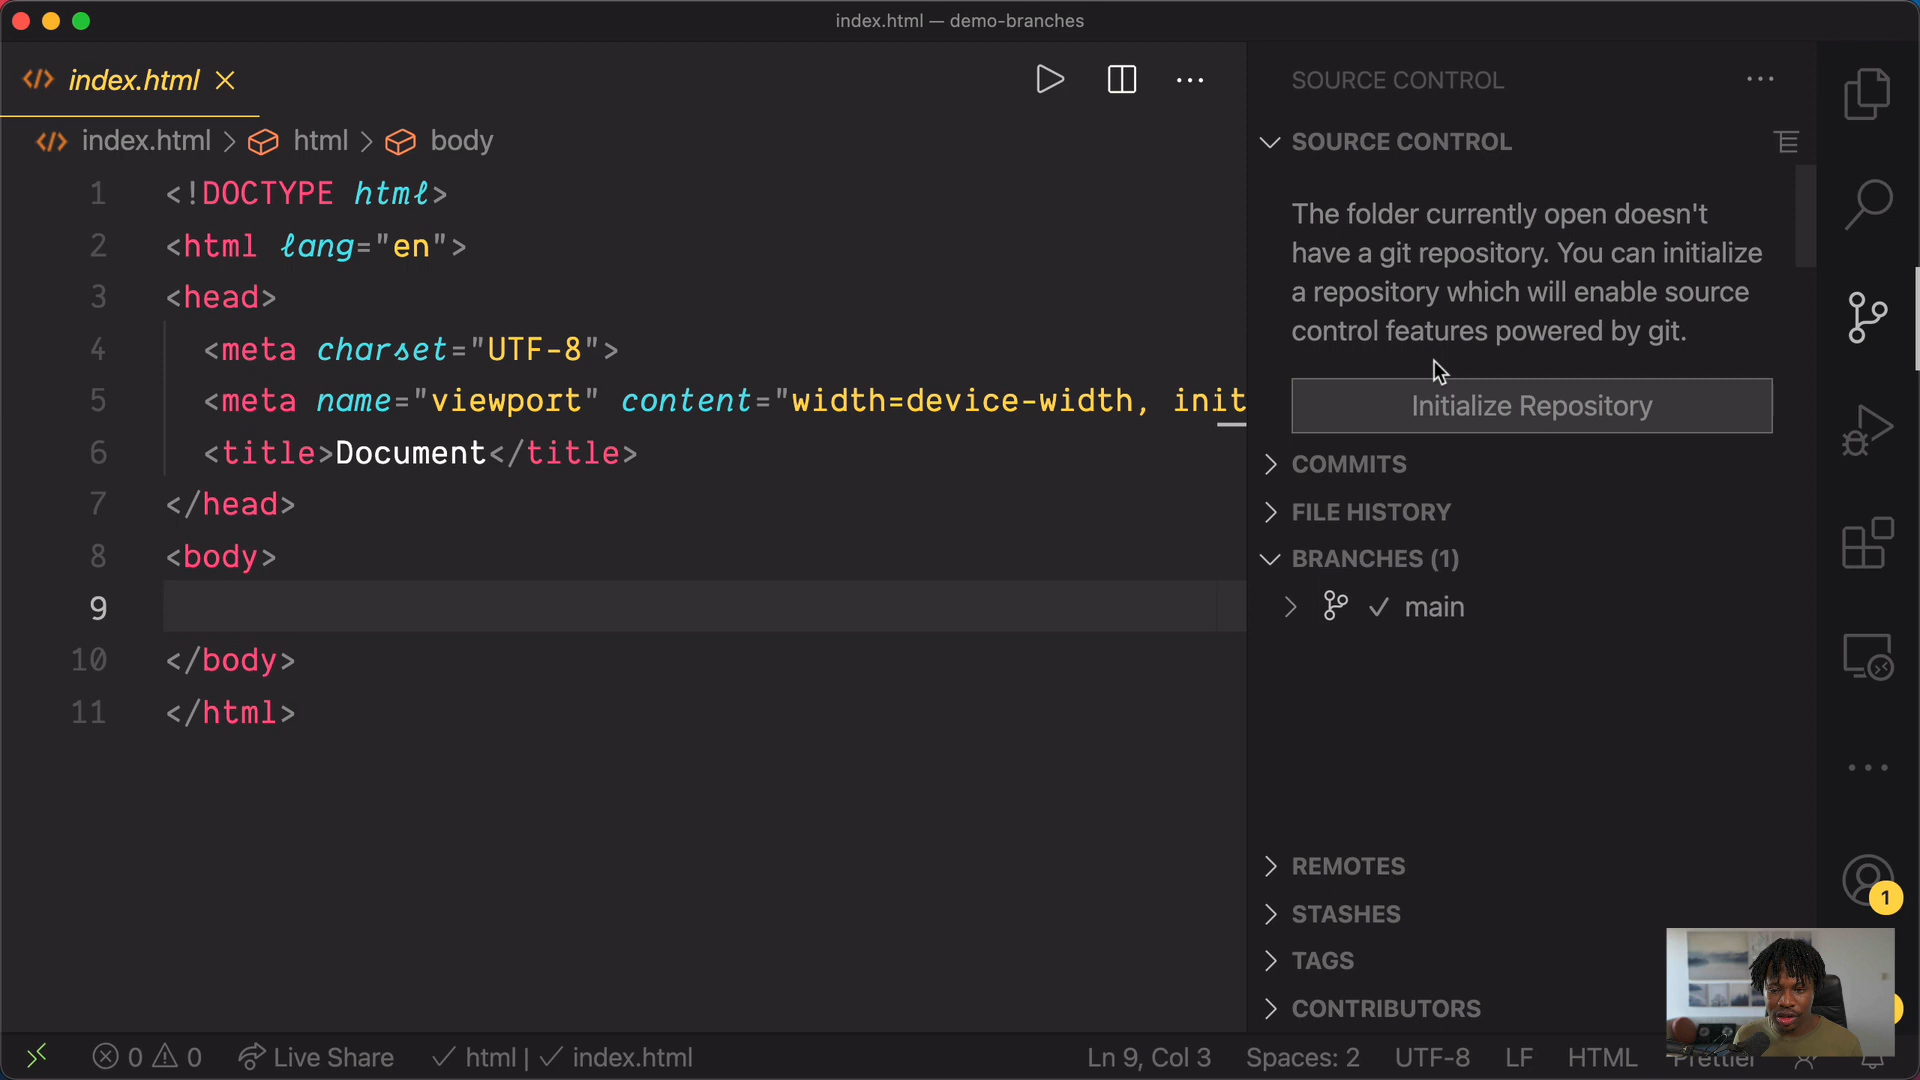 index.html — demo-branches
index.html
index.html > html > body
1 <!DOCTYPE html>
2 <html lang="en">
3 <head>
4 <meta charset="UTF-8">
5 <meta name="viewport" content="width=device-width, init
6 <title>Document</title>
7 </head>
8 <body>
9
10 </body>
11 </html>
SOURCE CONTROL
SOURCE CONTROL
The folder currently open doesn't
have a git repository. You can initialize
a repository which will enable source
control features powered by git.
Initialize Repository
COMMITS
FILE HISTORY
BRANCHES (1)
main
REMOTES
STASHES
TAGS
CONTRIBUTORS
1
0 0 Live Share html | index.html Ln 9, Col 3 Spaces: 2 UTF-8 LF HTML Prettier